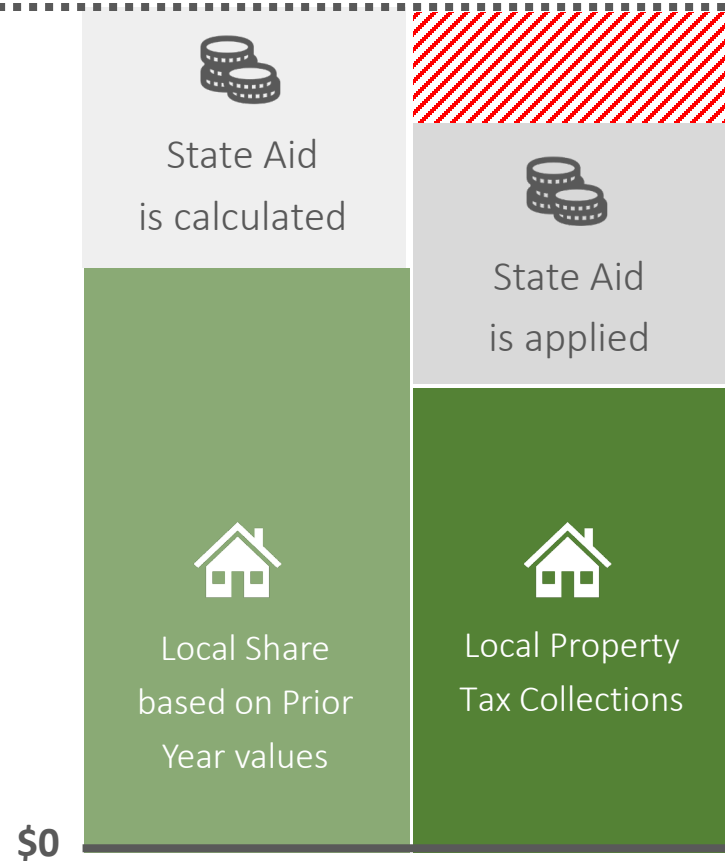 State Aid
is calculated
State Aid
is applied
Local Share
based on Prior
Year values
Local Property
Tax Collections
$0